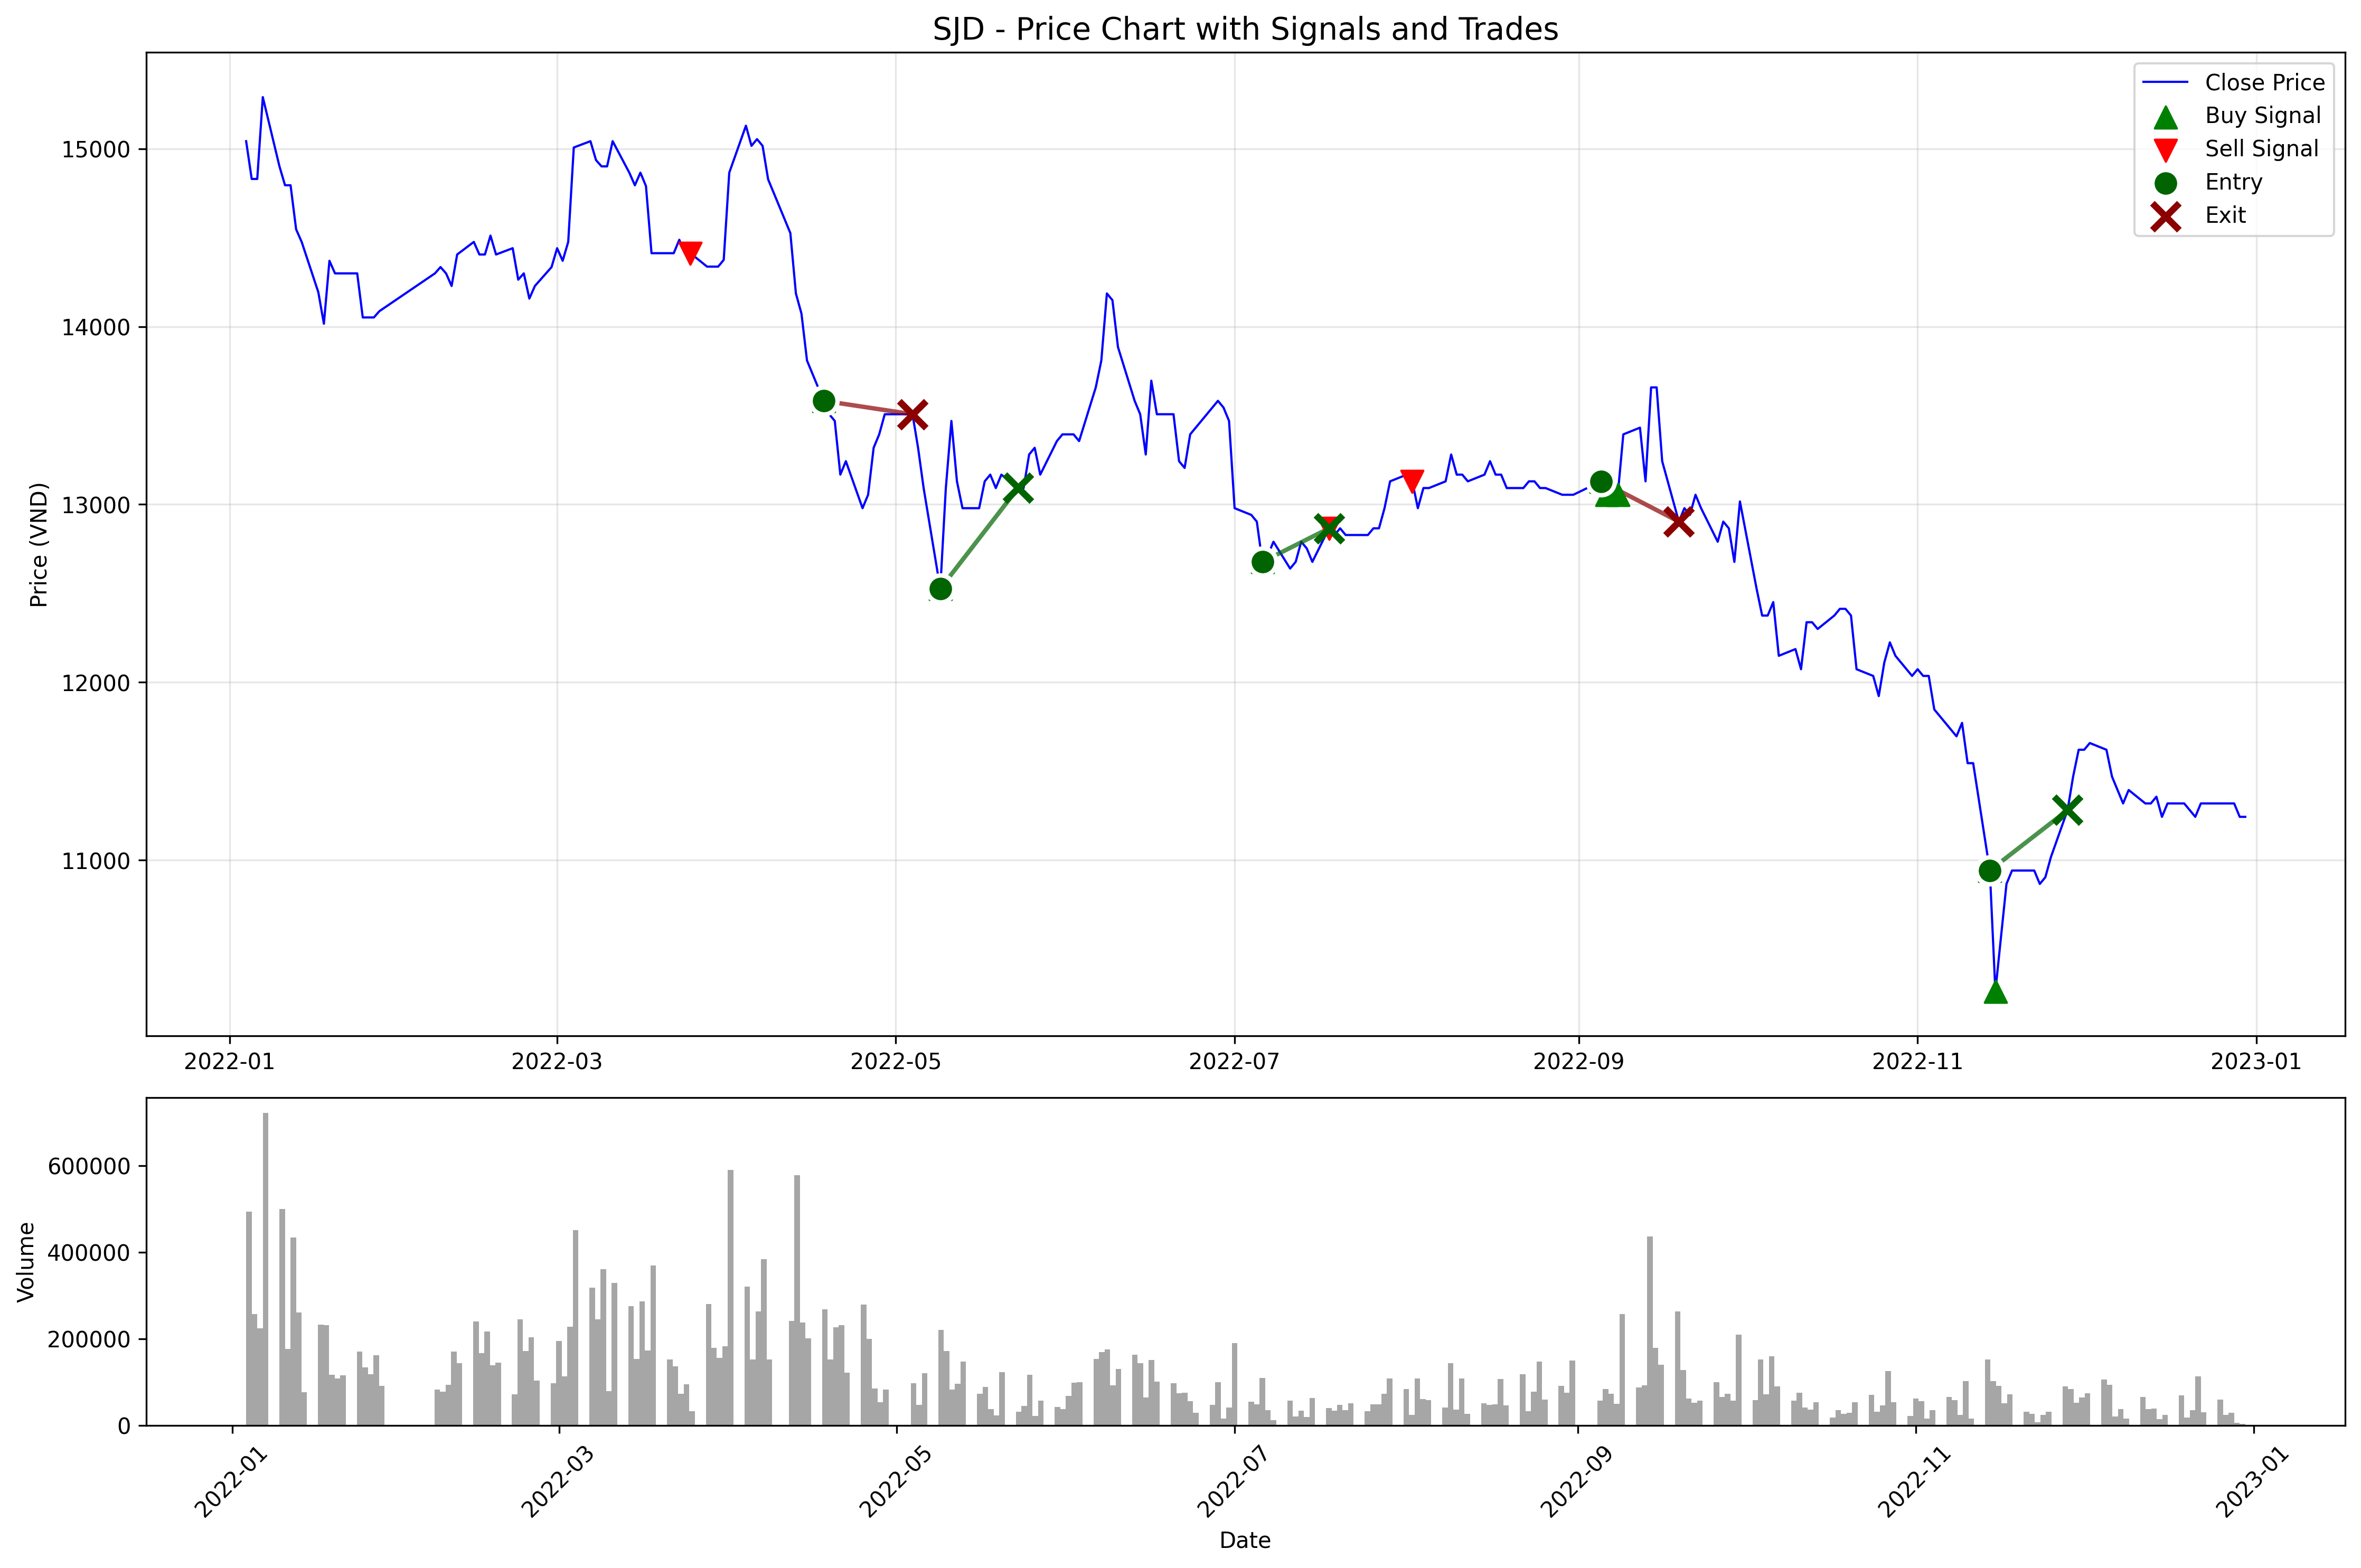 SJD - Price Chart with Signals and Trades
Close Price
Buy Signal
Sell Signal
Entry
Exit
Price (VND)
15000
14000
13000
12000
11000
2022-01
2022-03
2022-05
2022-07
2022-09
2022-11
2023-01
Volume
600000
400000
200000
0
2022-01
2022-03
2022-05
2022-07
2022-09
2022-11
2023-01
Date